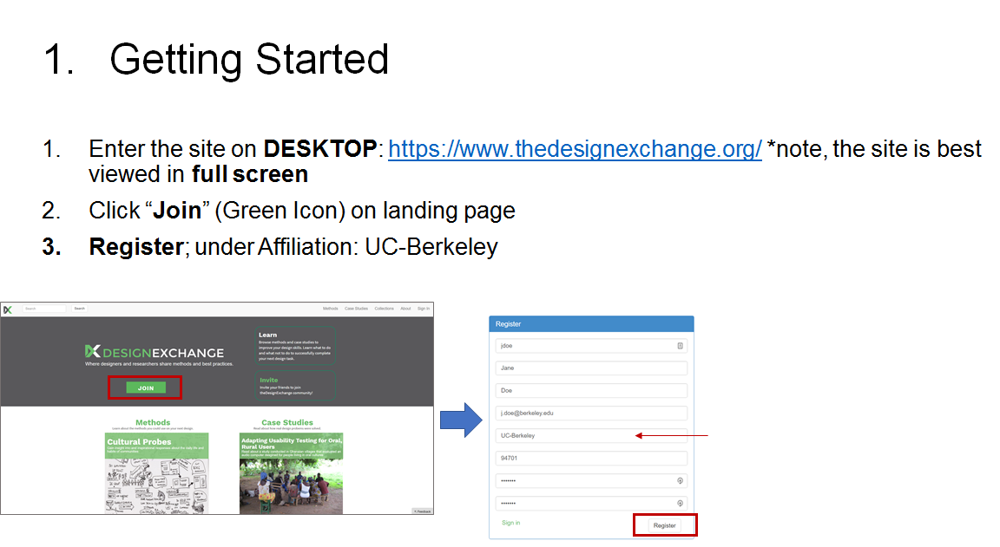 1. Getting Started
1. Enter the site on DESKTOP: https://www.thedesignexchange.org/ *note, the site is best
viewed in full screen
2. Click “Join” (Green Icon) on landing page
3. Register; under Affiliation: UC-Berkeley
Search Search Methods Case Studies Collections About Sign In
DESIGNEXCHANGE
Where designers and researchers share methods and best practices.
JOIN
Learn
Browse methods and case studies to
improve your design skills. Learn what to do
and what not to do to successfully complete
your next design task.
Invite
Invite your friends to join
theDesignExchange community!
Methods
Learn about the methods you could use on your new design.
Cultural Probes
Case Studies
Read about how real design problems were solved.
Adapting Usability Testing for Oral,
Rural Users
Feedback
Register
jdoe
Jane
Doe
j.doe@berkeley.edu
UC-Berkeley
94701
•••••••
•••••••
Sign in
Register